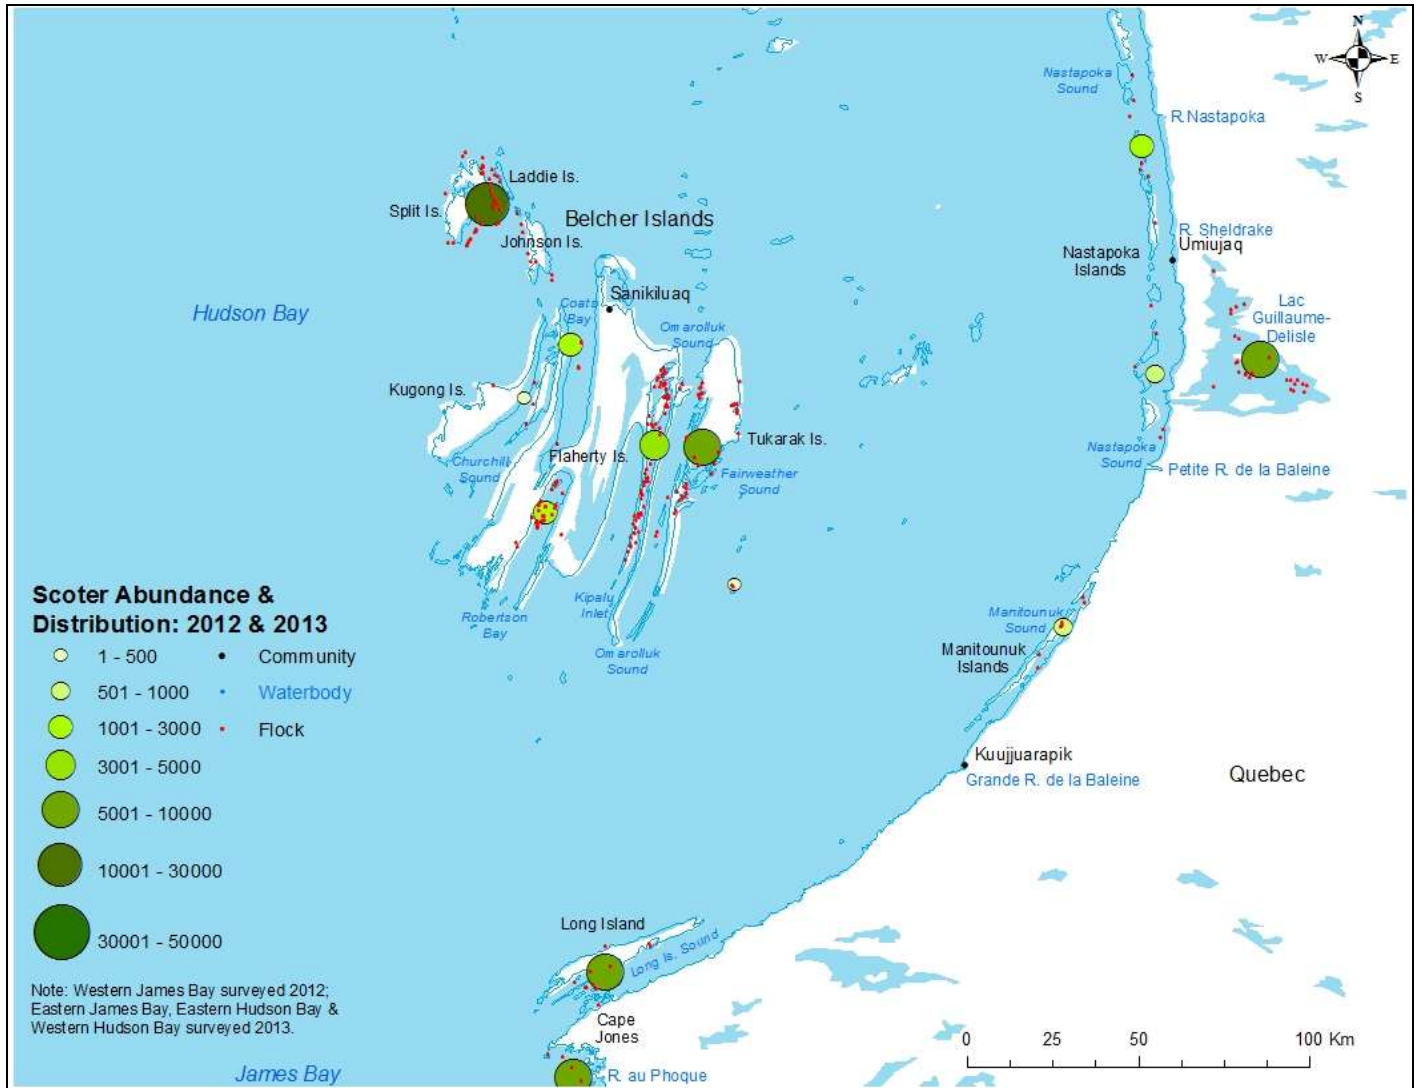 N
W
E
S
Nastapoka
Sound
R. Nastapoka
Laddie Is.
Split Is.
Belcher Islands
Johnson Is.
R. Sheldrake
Umiujaq
Nastapoka
Islands
Hudson Bay
Sanikiluaq
Coats
Bay
Omarolluk
Sound
Lac
Guillaume-
Delisle
Kugong Is.
Tukarak Is.
Flaherty Is.
Churchill
Sound
Fairweather
Sound
Nastapoka
Sound
Petite R. de la Baleine
Scoter Abundance &
Distribution: 2012 & 2013
1 - 500
Community
501 - 1000
Waterbody
1001 - 3000
Flock
3001 - 5000
5001 - 10000
10001 - 30000
30001 - 50000
Robertson
Bay
Kipalu
Inlet
Omarolluk
Sound
Manitounuk
Sound
Manitounuk
Islands
Kuujjuarapik
Grande R. de la Baleine
Quebec
Long Island
Long Is. Sound
Note: Western James Bay surveyed 2012;
Eastern James Bay, Eastern Hudson Bay &
Western Hudson Bay surveyed 2013.
Cape
Jones
0 25 50 100 Km
James Bay
R. au Phoque